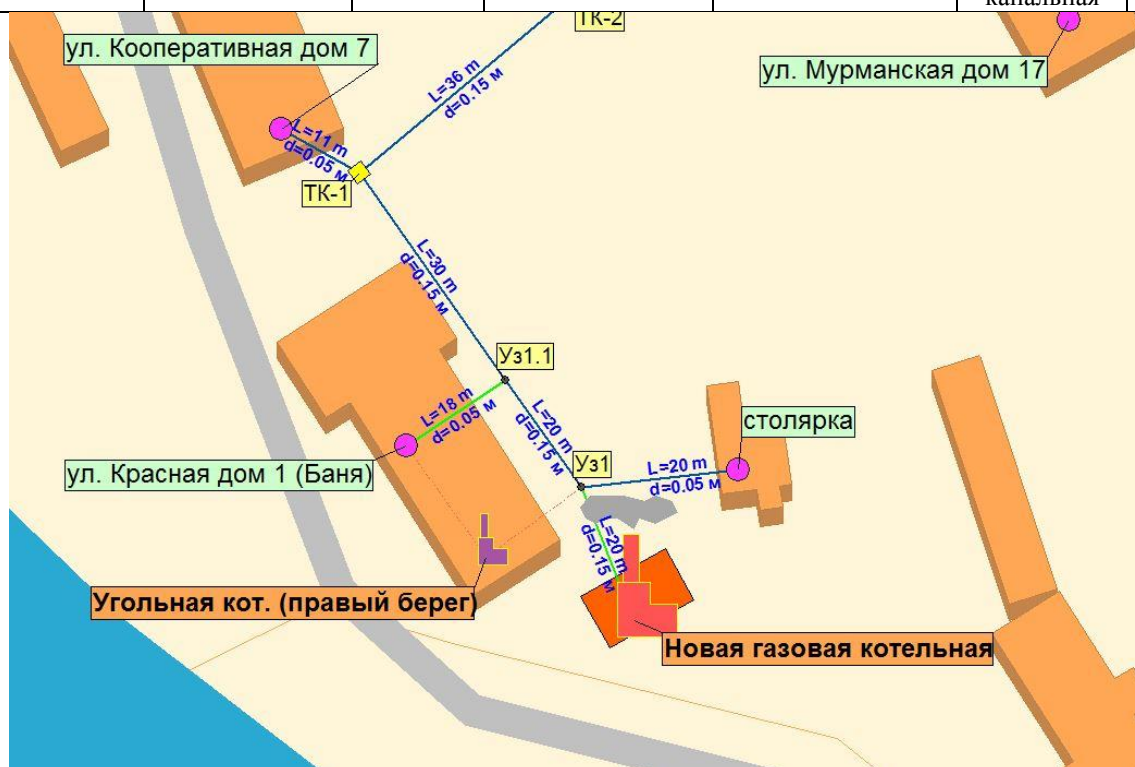 канальная
ТК-2
ул. Кооперативная дом 7
ул. Мурманская дом 17
L=36 m
d=0.15 м
L=11 m
d=0.05 м
ТК-1
L=30 m
d=0.15 м
Уз1.1
L=18 m
d=0.05 м
L=20 m
d=0.15 м
столярка
ул. Красная дом 1 (Баня)
Уз1
L=20 m
d=0.05 м
L=20 m
d=0.15 м
Угольная кот. (правый берег)
Новая газовая котельная